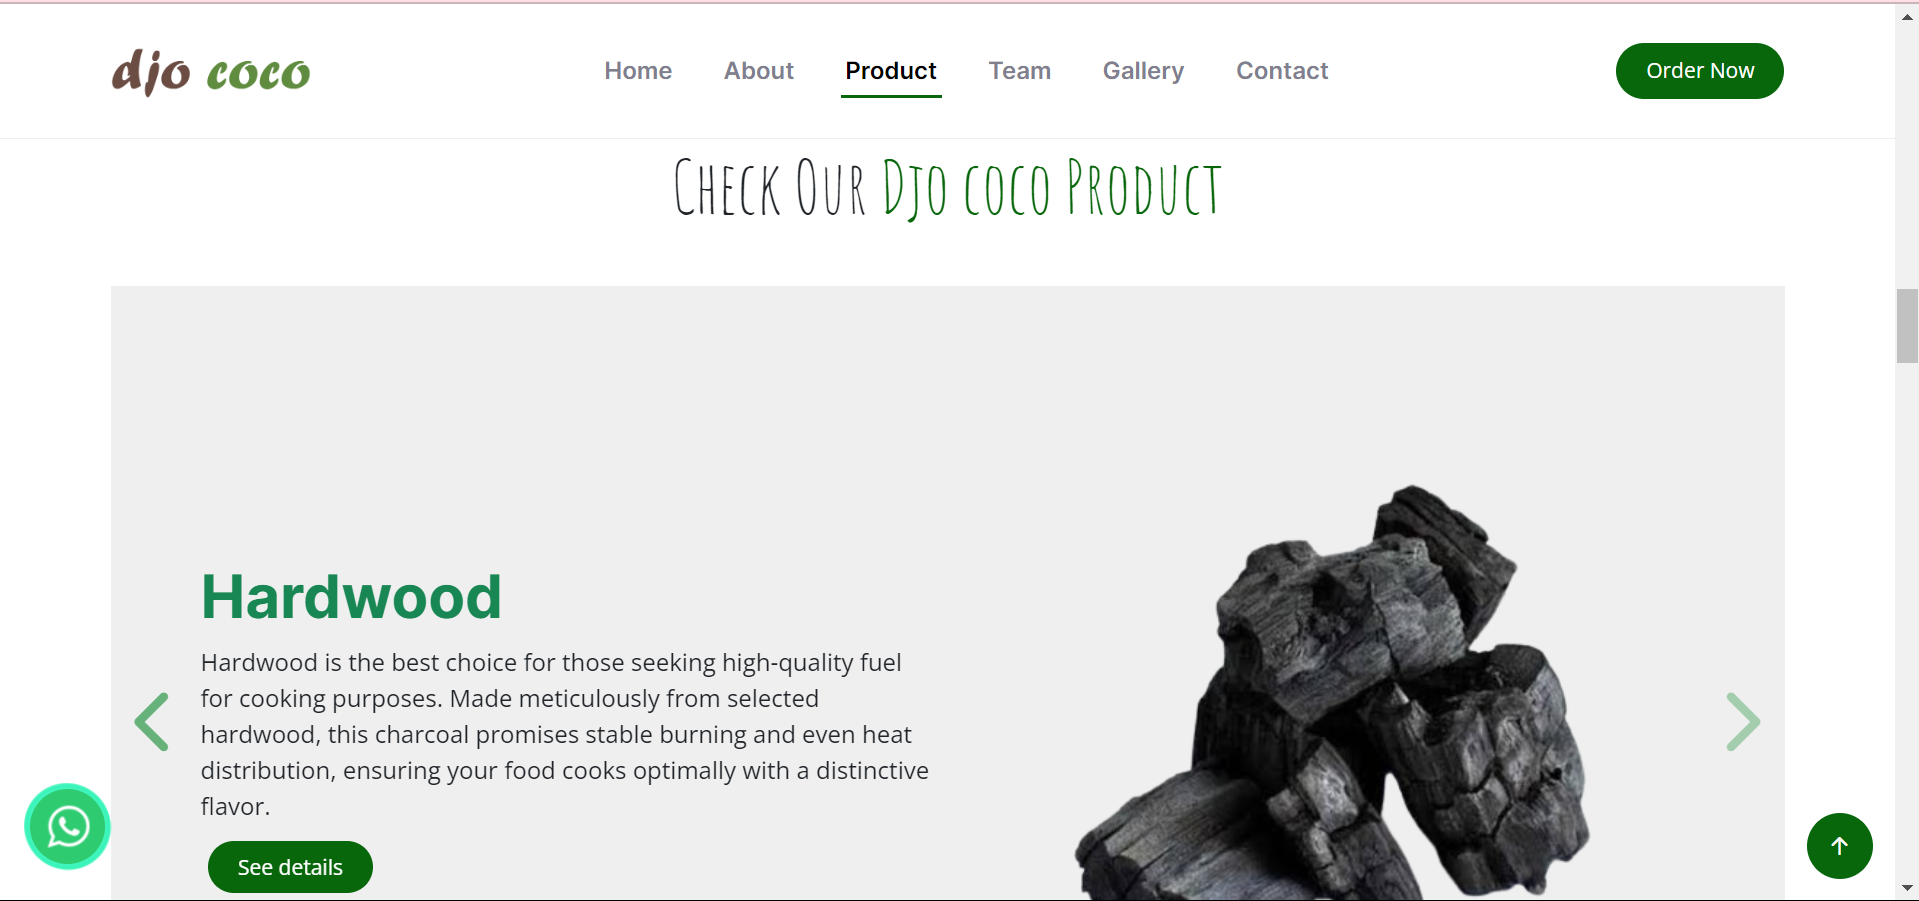 djo coco
Home About Product Team Gallery Contact
Order Now
Check Our Djo coco Product
Hardwood
Hardwood is the best choice for those seeking high-quality fuel
for cooking purposes. Made meticulously from selected
hardwood, this charcoal promises stable burning and even heat
distribution, ensuring your food cooks optimally with a distinctive
flavor.
See details